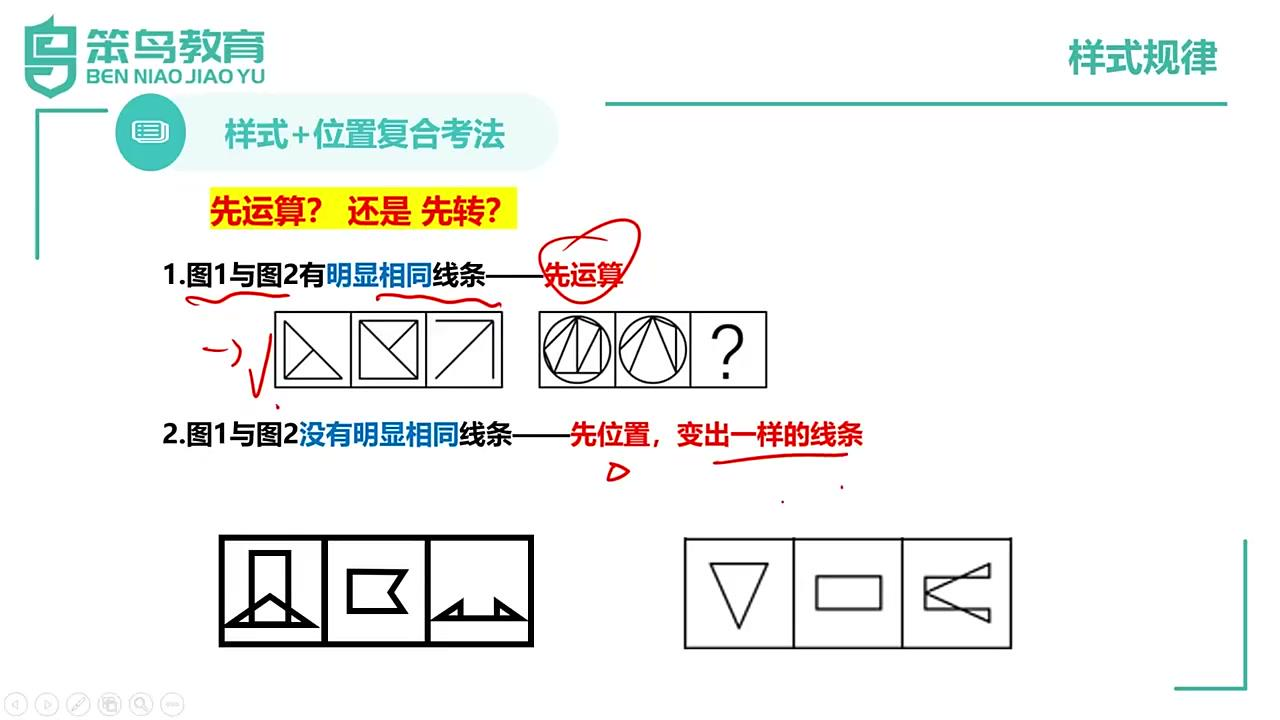 笨鸟教育
BEN NIAO JIAO YU
样式规律
样式+位置复合考法
先运算？ 还是 先转？
1.图1与图2有明显相同线条——先运算
?
2.图1与图2没有明显相同线条——先位置，变出一样的线条